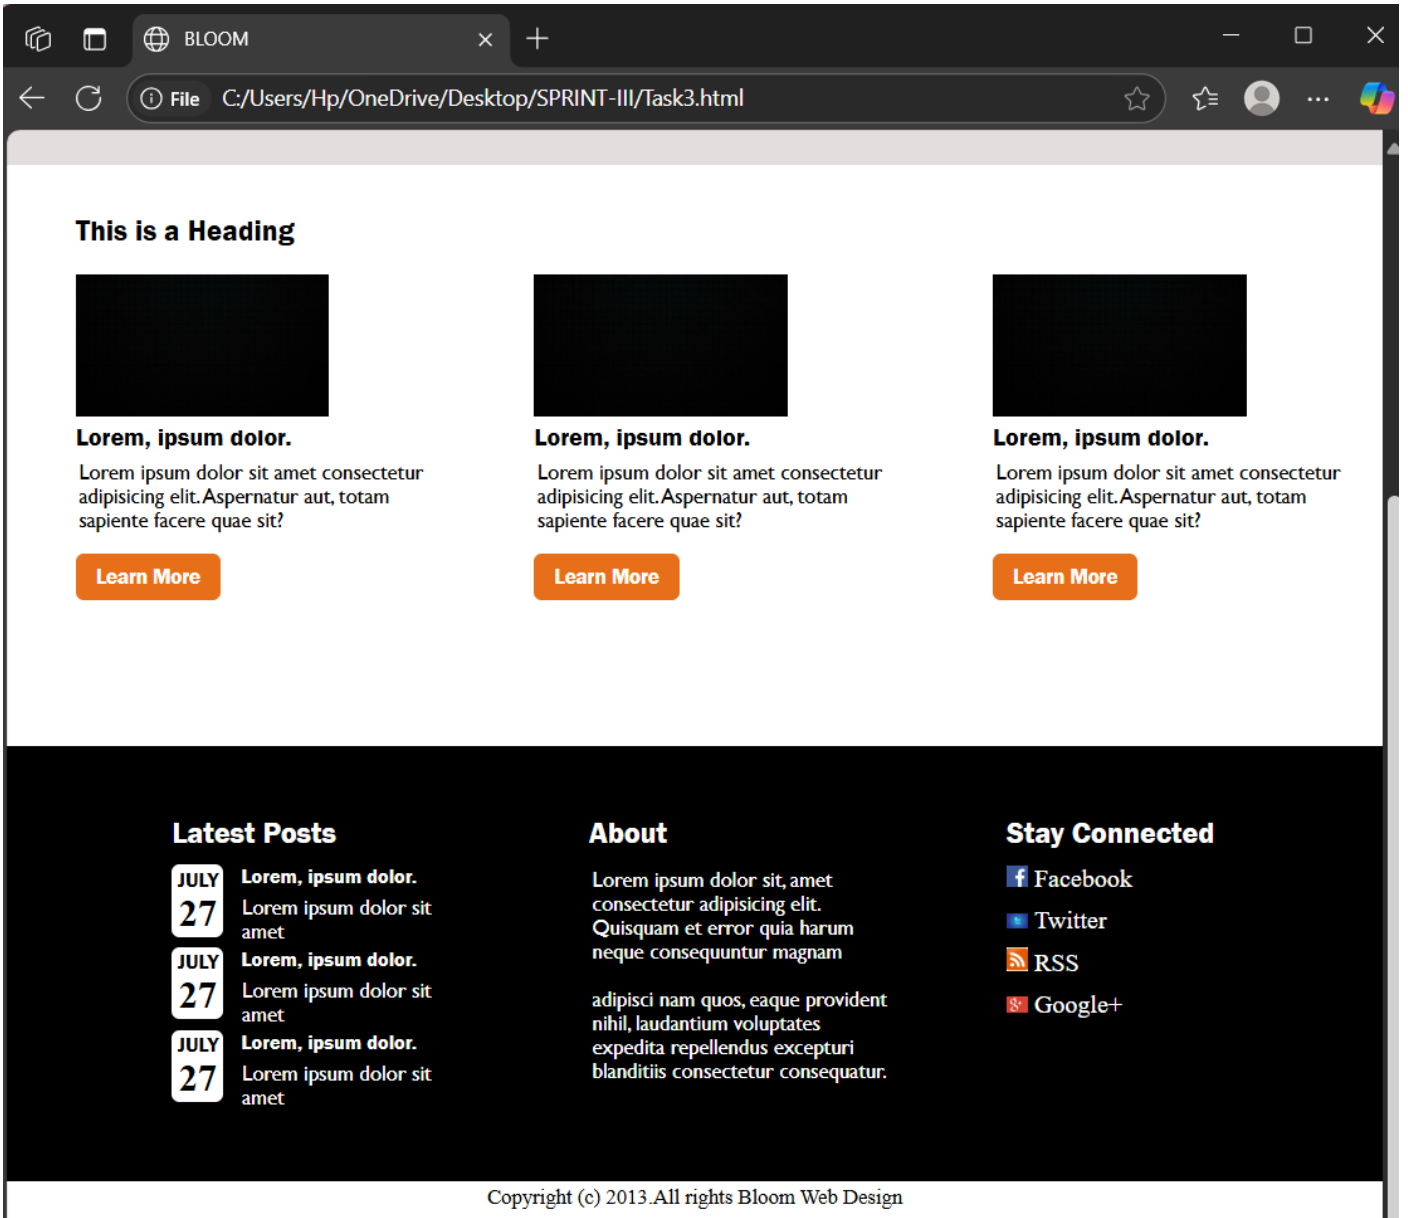 BLOOM
File C:/Users/Hp/OneDrive/Desktop/SPRINT-III/Task3.html
This is a Heading
Lorem, ipsum dolor.
Lorem ipsum dolor sit amet consectetur
adipisicing elit. Aspernatur aut, totam
sapiente facere quae sit?
Learn More
Lorem, ipsum dolor.
Lorem ipsum dolor sit amet consectetur
adipisicing elit. Aspernatur aut, totam
sapiente facere quae sit?
Learn More
Lorem, ipsum dolor.
Lorem ipsum dolor sit amet consectetur
adipisicing elit. Aspernatur aut, totam
sapiente facere quae sit?
Learn More
Latest Posts
JULY
27
Lorem, ipsum dolor.
Lorem ipsum dolor sit
amet
JULY
27
Lorem, ipsum dolor.
Lorem ipsum dolor sit
amet
JULY
27
Lorem, ipsum dolor.
Lorem ipsum dolor sit
amet
About
Lorem ipsum dolor sit, amet
consectetur adipisicing elit.
Quisquam et error quia harum
neque consequuntur magnam
adipisci nam quos, eaque provident
nihil, laudantium voluptates
expedita repellendus excepturi
blanditiis consectetur consequatur.
Stay Connected
Facebook
Twitter
RSS
Google+
Copyright (c) 2013.All rights Bloom Web Design